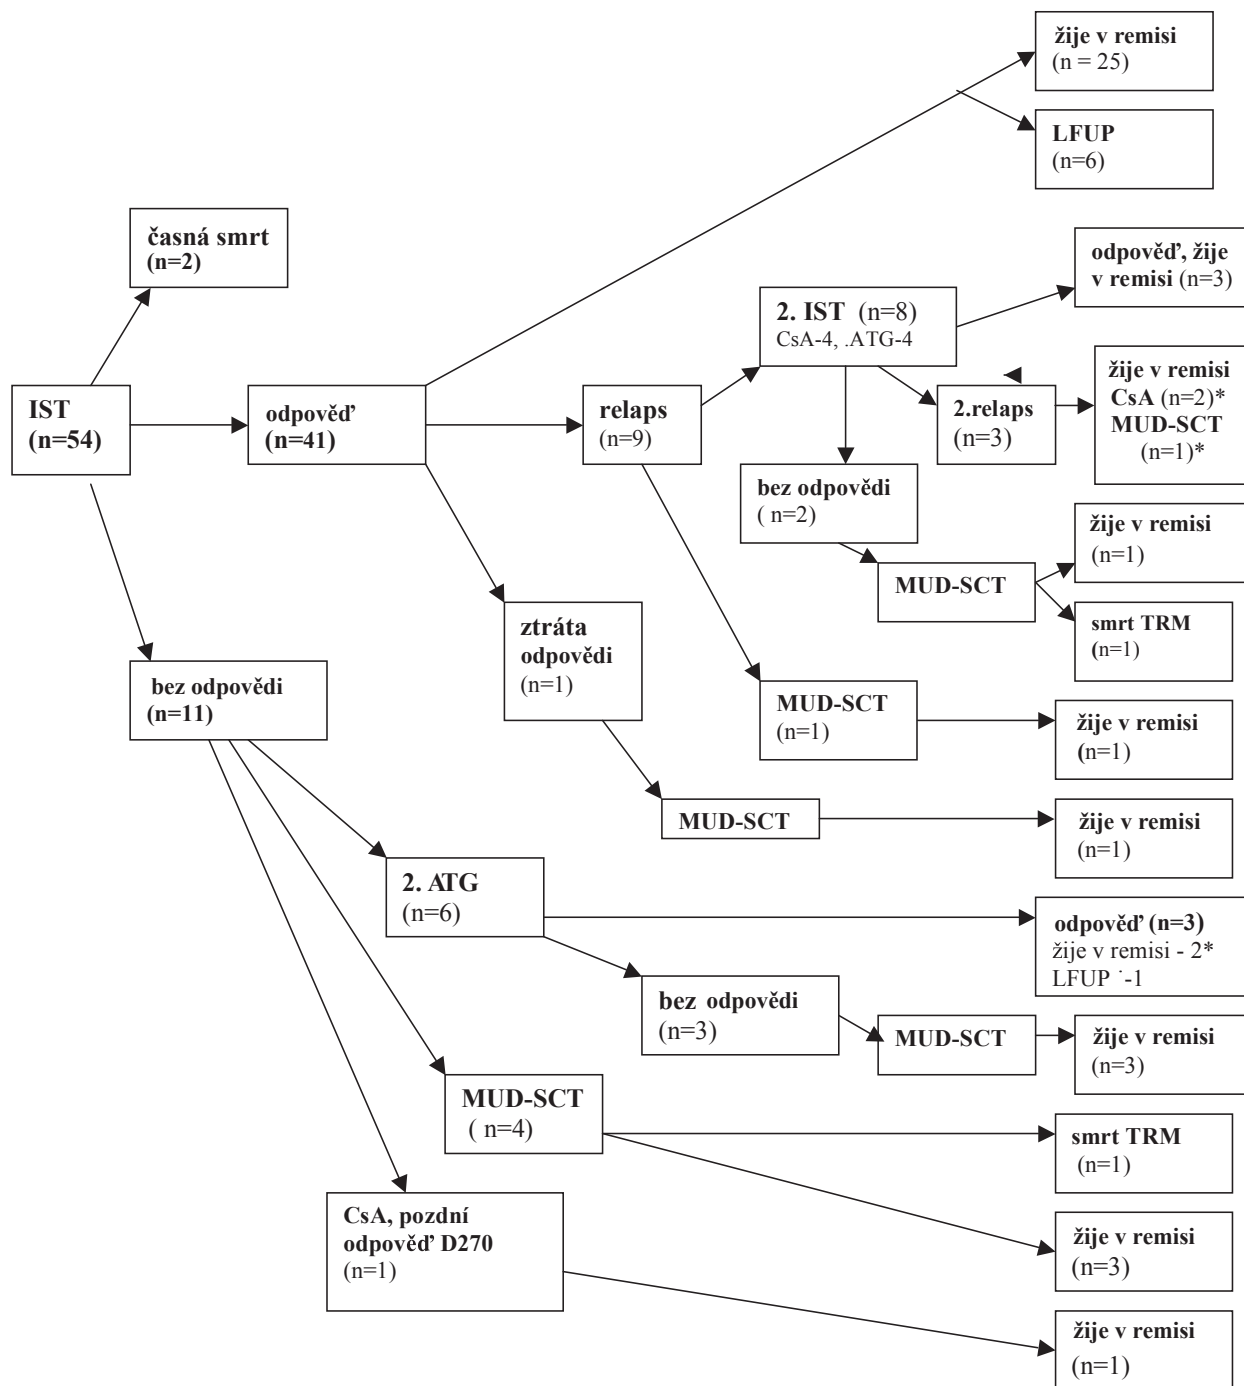 žije v remisi
(n = 25)
LFUP
(n=6)
časná smrt
(n=2)
odpověď, žije
v remisi (n=3)
2. IST (n=8)
CsA-4, .ATG-4
žije v remisi
CsA (n=2)*
MUD-SCT
(n=1)*
IST
(n=54)
odpověď
(n=41)
relaps
(n=9)
2.relaps
(n=3)
bez odpovědi
( n=2)
žije v remisi
(n=1)
MUD-SCT
smrt TRM
(n=1)
ztráta
odpovědi
(n=1)
bez odpovědi
(n=11)
MUD-SCT
(n=1)
žije v remisi
(n=1)
MUD-SCT
žije v remisi
(n=1)
2. ATG
(n=6)
odpověď (n=3)
žije v remisi - 2*
LFUP ˙-1
bez odpovědi
(n=3)
MUD-SCT
žije v remisi
(n=3)
MUD-SCT
( n=4)
smrt TRM
(n=1)
CsA, pozdní
odpověď D270
(n=1)
žije v remisi
(n=3)
žije v remisi
(n=1)